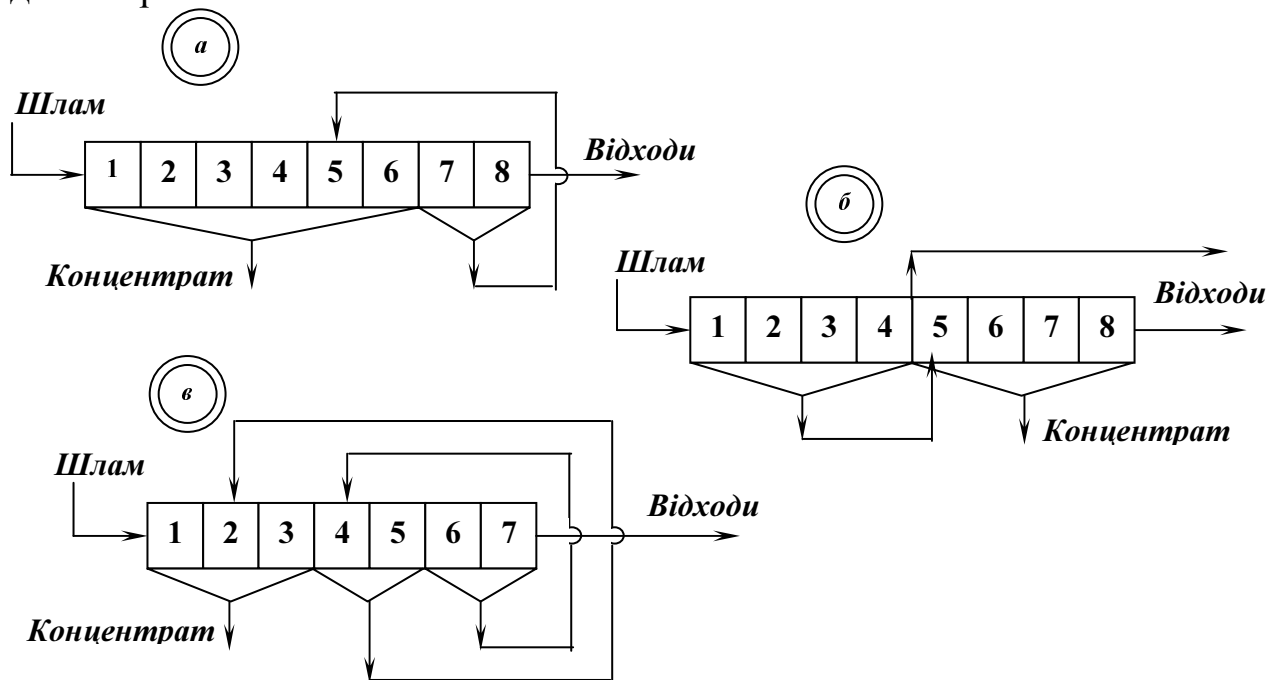 а
Шлам
1 2 3 4 5 6 7 8
Відходи
Концентрат
б
Шлам
1 2 3 4 5 6 7 8
Відходи
Концентрат
в
Шлам
1 2 3 4 5 6 7
Відходи
Концентрат